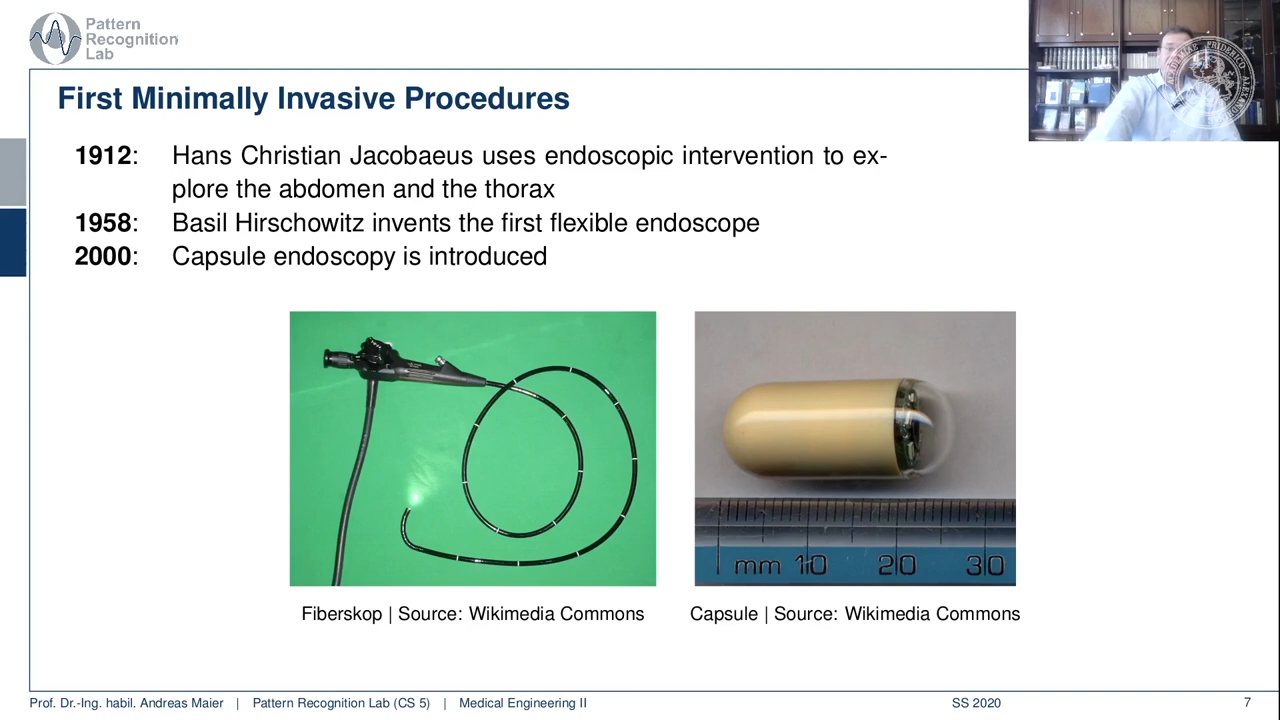 Pattern
Recognition
Lab
First Minimally Invasive Procedures
1912: Hans Christian Jacobaeus uses endoscopic intervention to ex-
plore the abdomen and the thorax
1958: Basil Hirschowitz invents the first flexible endoscope
2000: Capsule endoscopy is introduced
mm 10 20 30
Fiberskop | Source: Wikimedia Commons
Capsule | Source: Wikimedia Commons
Prof. Dr.-Ing. habil. Andreas Maier | Pattern Recognition Lab (CS 5) | Medical Engineering II SS 2020 7